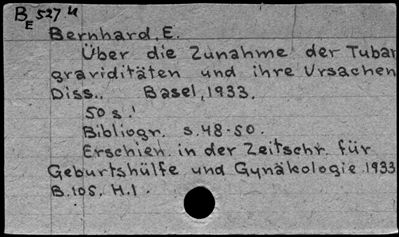 BE 527 u
Bernhard, E.
Über die Zunahme der Tubar
graviditäten und ihre Ursachen
Diss.. Basel, 1933.
50 s.
Bibliogr. s.48-50.
Erschien. in der Zeitschr. für
Geburtshülfe und Gynäkologie 1933
B.105. H.1.